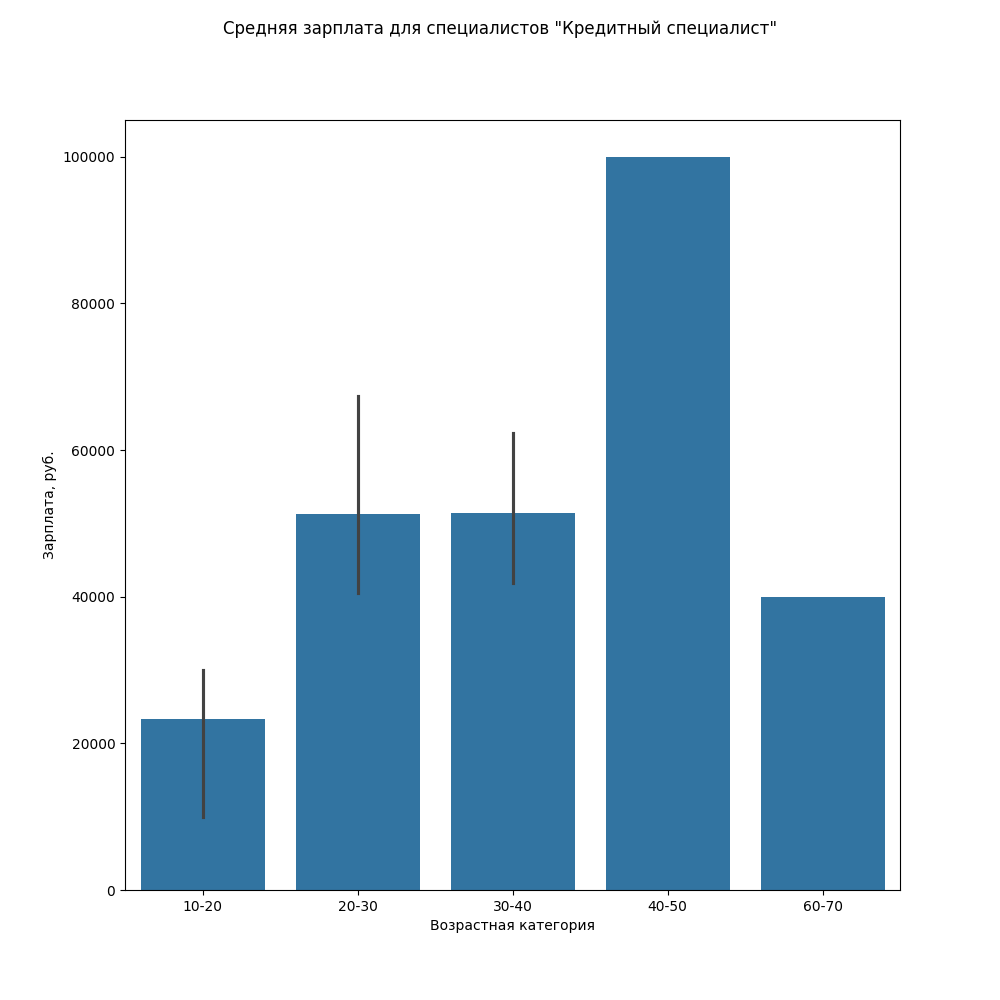 Средняя зарплата для специалистов "Кредитный специалист"
Зарплата, руб.
100000
80000
60000
40000
20000
0
10-20 20-30 30-40 40-50 60-70
Возрастная категория